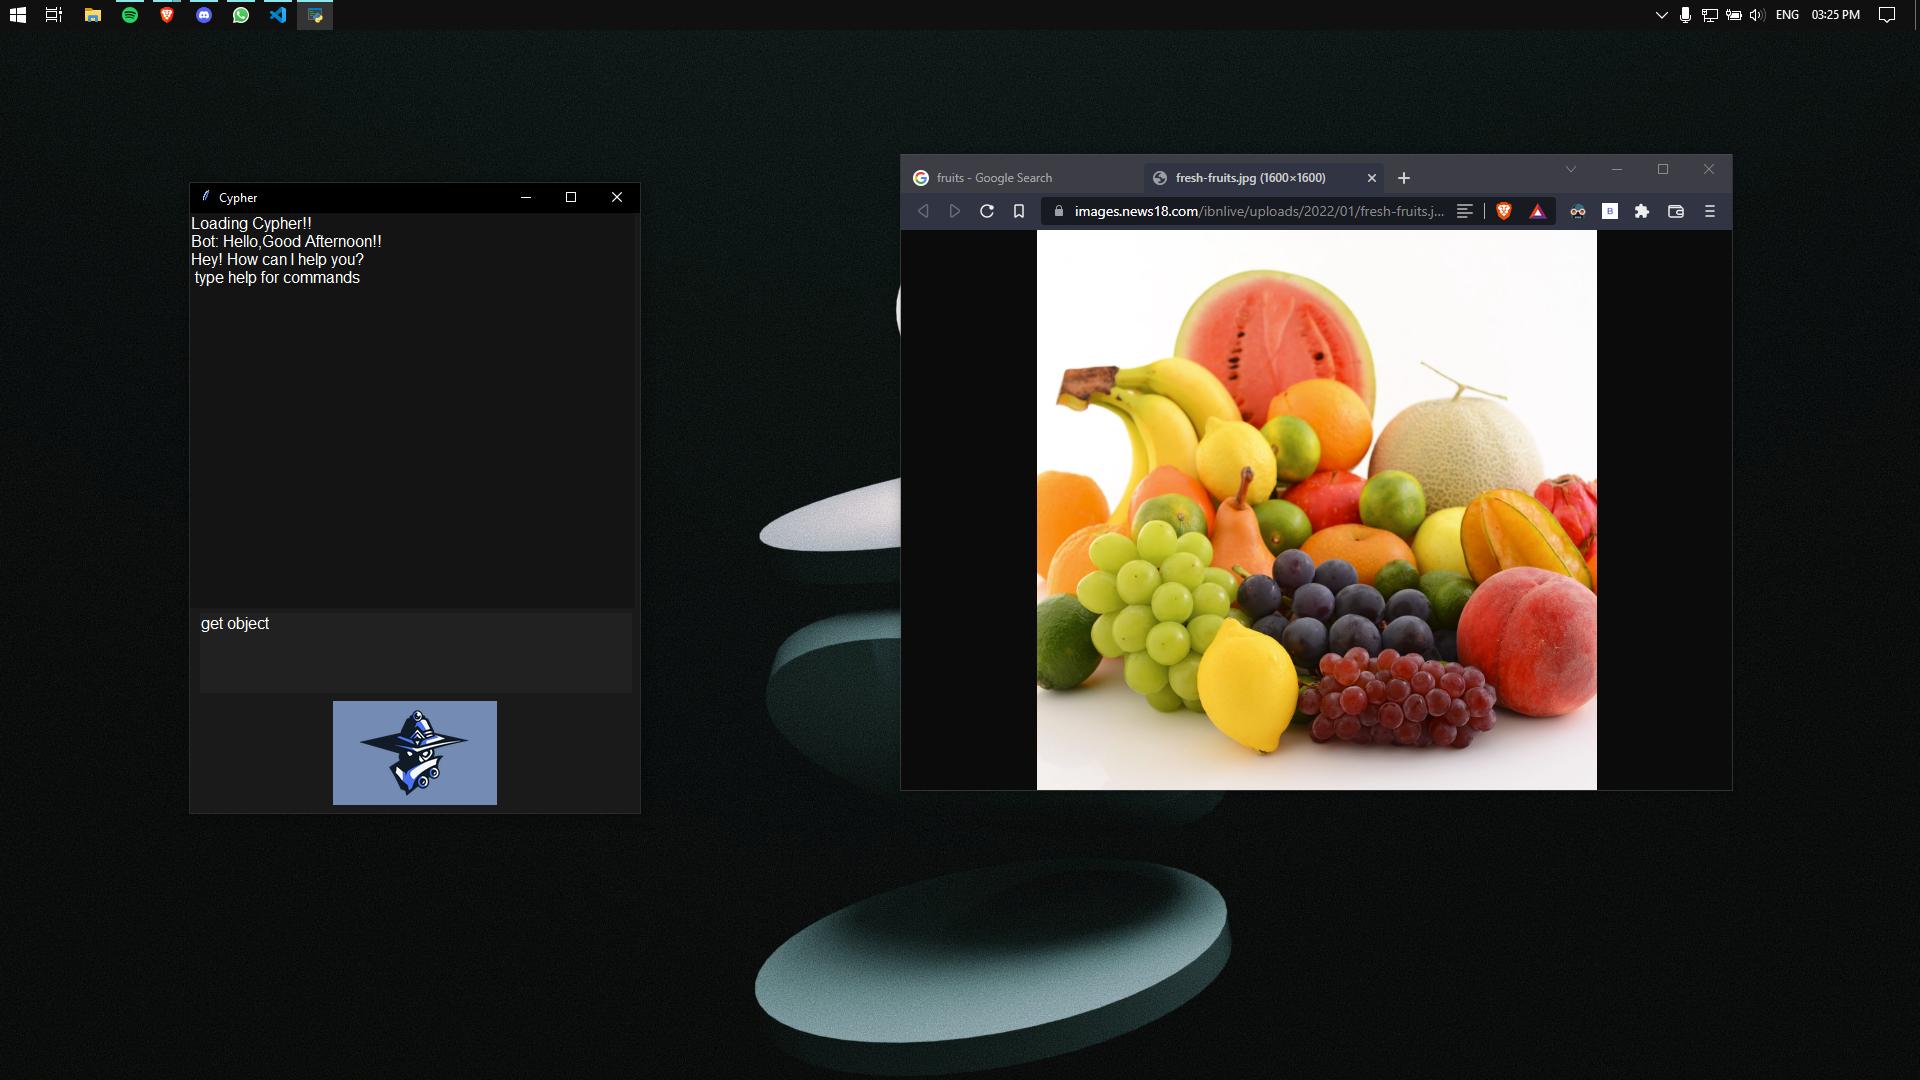 ENG
03:25 PM
Cypher
Loading Cypher!!
Bot: Hello,Good Afternoon!!
Hey! How can I help you?
type help for commands
get object
fruits - Google Search
fresh-fruits.jpg (1600×1600)
images.news18.com/ibnlive/uploads/2022/01/fresh-fruits.j...
B